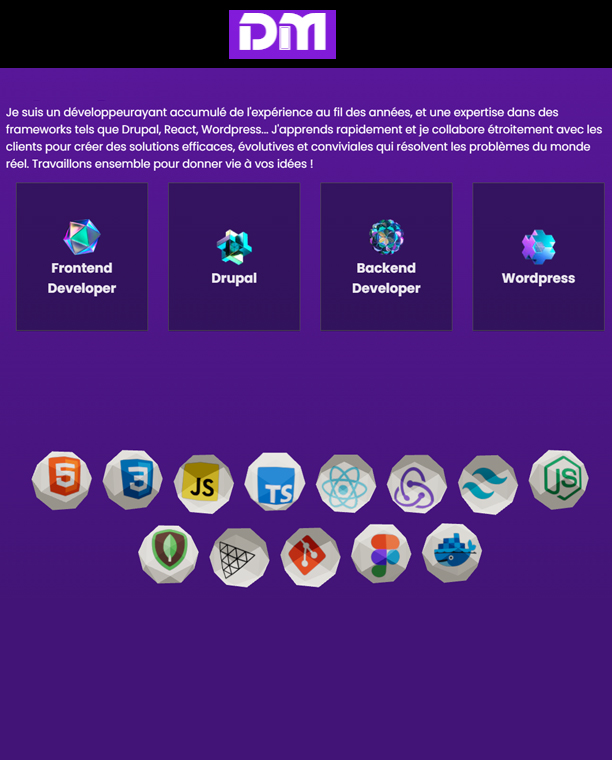 DM
Je suis un développeurayant accumulé de l'expérience au fil des années, et une expertise dans des
frameworks tels que Drupal, React, Wordpress... J'apprends rapidement et je collabore étroitement avec les
clients pour créer des solutions efficaces, évolutives et conviviales qui résolvent les problèmes du monde
réel. Travaillons ensemble pour donner vie à vos idées !
Frontend
Developer
Drupal
Backend
Developer
Wordpress
5
3
JS
TS
JS